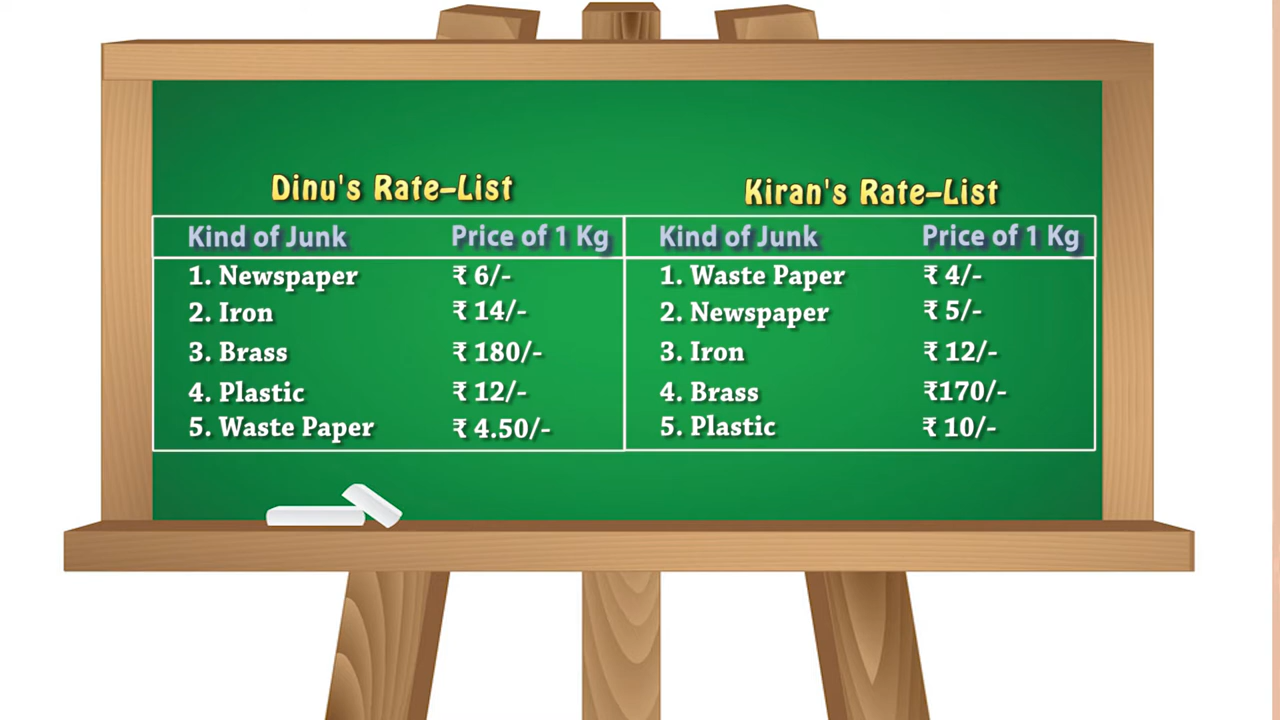 Dinu's Rate-List
Kind of Junk Price of 1 Kg
1. Newspaper ₹ 6/-
2. Iron ₹ 14/-
3. Brass ₹ 180/-
4. Plastic ₹ 12/-
5. Waste Paper ₹ 4.50/-
Kiran's Rate-List
Kind of Junk Price of 1 Kg
1. Waste Paper ₹ 4/-
2. Newspaper ₹ 5/-
3. Iron ₹ 12/-
4. Brass ₹170/-
5. Plastic ₹ 10/-